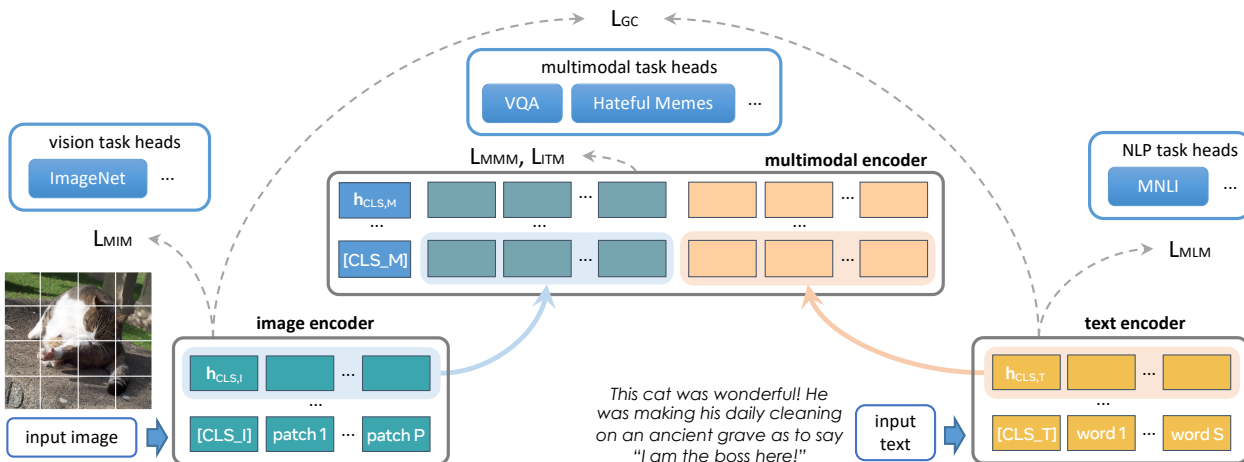 LGC
multimodal task heads
VQA
Hateful Memes
...
vision task heads
ImageNet
...
LMMM, LITM
multimodal encoder
NLP task heads
MNLI
...
hCLS,M
...
...
...
...
...
LMIM
[CLS_M]
...
...
LMLM
image encoder
text encoder
hCLS,I
...
...
hCLS,T
...
...
This cat was wonderful! He
was making his daily cleaning
on an ancient grave as to say
"I am the boss here!"
input image
[CLS_I]
patch 1
...
patch P
input
text
[CLS_T]
word 1
...
word S